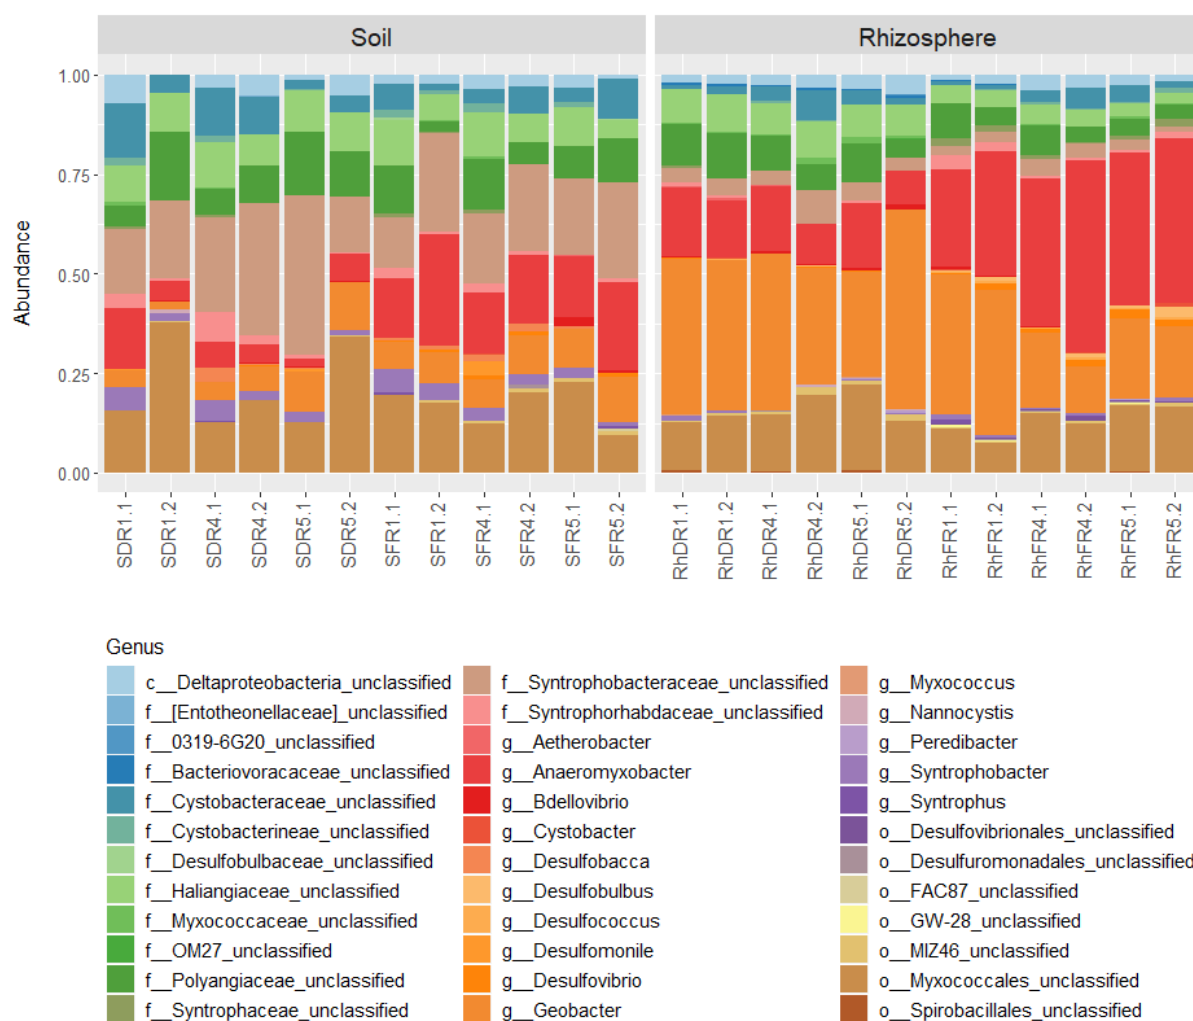 Soil
Rhizosphere
Abundance
1.00
0.75
0.50
0.25
0.00
SDR1.1
SDR1.2
SDR4.1
SDR4.2
SDR5.1
SDR5.2
SFR1.1
SFR1.2
SFR4.1
SFR4.2
SFR5.1
SFR5.2
RhDR1.1
RhDR1.2
RhDR4.1
RhDR4.2
RhDR5.1
RhDR5.2
RhFR1.1
RhFR1.2
RhFR4.1
RhFR4.2
RhFR5.1
RhFR5.2
Genus
c__Deltaproteobacteria_unclassified
f__[Entotheonellaceae]_unclassified
f__0319-6G20_unclassified
f__Bacteriovoracaceae_unclassified
f__Cystobacteraceae_unclassified
f__Cystobacterineae_unclassified
f__Desulfobulbaceae_unclassified
f__Haliangiaceae_unclassified
f__Myxococcaceae_unclassified
f__OM27_unclassified
f__Polyangiaceae_unclassified
f__Syntrophaceae_unclassified
f__Syntrophobacteraceae_unclassified
f__Syntrophorhabdaceae_unclassified
g__Aetherobacter
g__Anaeromyxobacter
g__Bdellovibrio
g__Cystobacter
g__Desulfobacca
g__Desulfobulbus
g__Desulfococcus
g__Desulfomonile
g__Desulfovibrio
g__Geobacter
g__Myxococcus
g__Nannocystis
g__Peredibacter
g__Syntrophobacter
g__Syntrophus
o__Desulfovibrionales_unclassified
o__Desulfuromonadales_unclassified
o__FAC87_unclassified
o__GW-28_unclassified
o__MIZ46_unclassified
o__Myxococcales_unclassified
o__Spirobacillales_unclassified